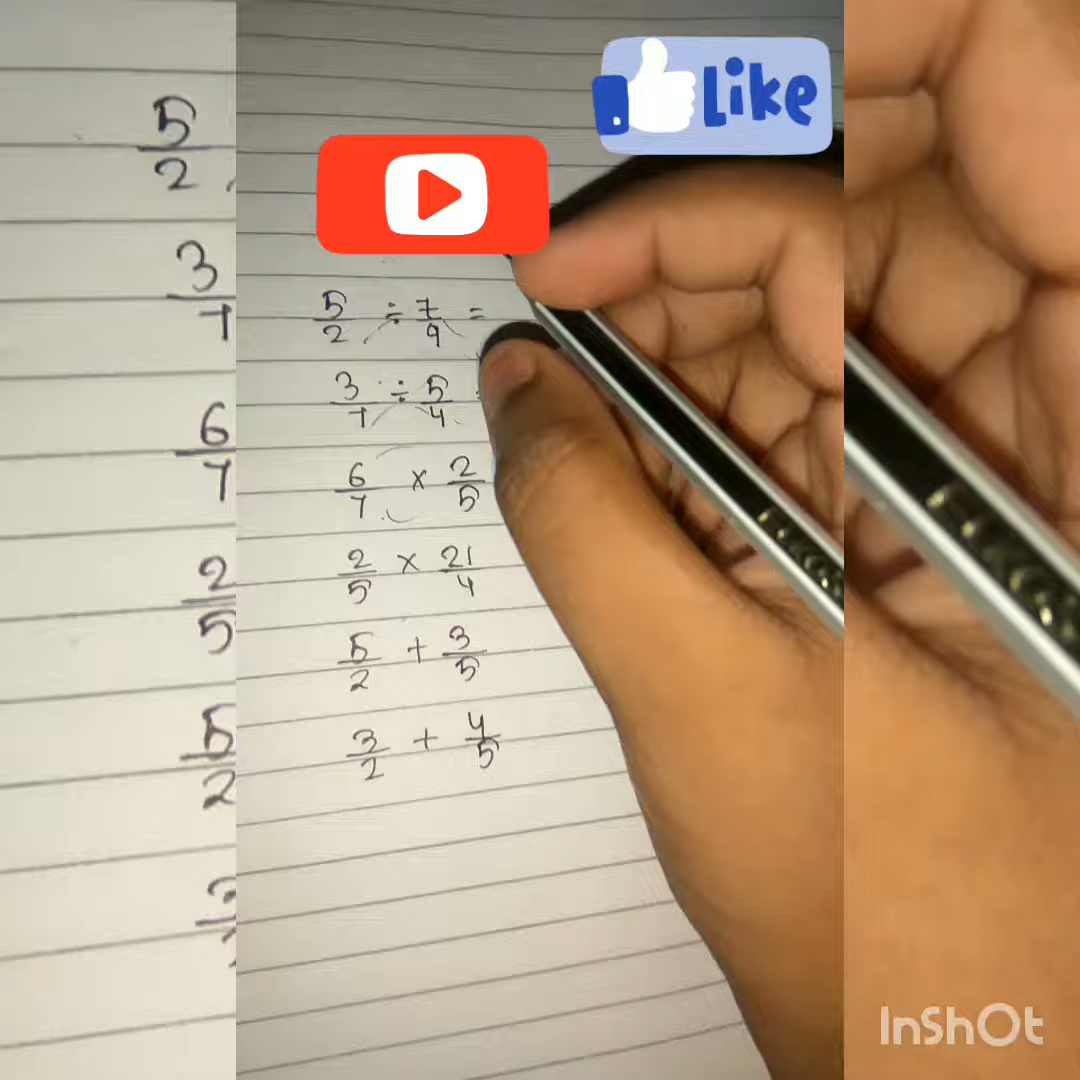 Like
5/2 ÷ 7/9 =
3/7 ÷ 5/4
6/7 × 2/5
2/5 × 21/4
5/2 + 3/5
3/2 + 4/5
InShOt